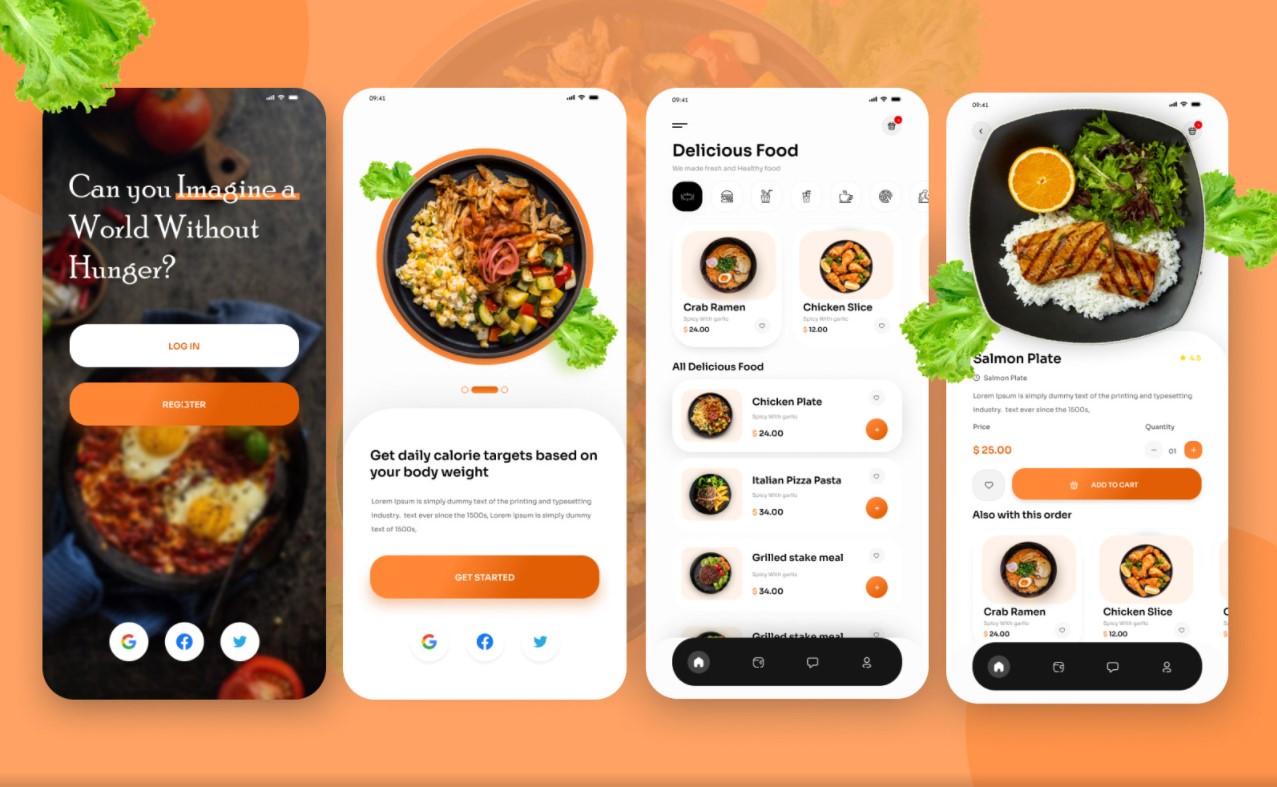 Can you Imagine a
World Without
Hunger?
LOG IN
REGISTER
09:41
Get daily calorie targets based on
your body weight
Lorem Ipsum is simply dummy text of the printing and typesetting
industry. text ever since the 1500s, Lorem Ipsum is simply dummy
text of 1500s,
GET STARTED
09:41
Delicious Food
We made fresh and Healthy food
Crab Ramen
Spicy With garlic
$ 24.00
Chicken Slice
Spicy With garlic
$ 12.00
All Delicious Food
Chicken Plate
Spicy With garlic
$ 24.00
+
Italian Pizza Pasta
Spicy With garlic
$ 34.00
+
Grilled stake meal
Spicy With garlic
$ 34.00
+
Grilled stake meal
09:41
Salmon Plate
4.5
Salmon Plate
Lorem Ipsum is simply dummy text of the printing and typesetting
industry. text ever since the 1500s,
Price
Quantity
$ 25.00
− 01 +
ADD TO CART
Also with this order
Crab Ramen
Spicy With garlic
$ 24.00
Chicken Slice
Spicy With garlic
$ 12.00